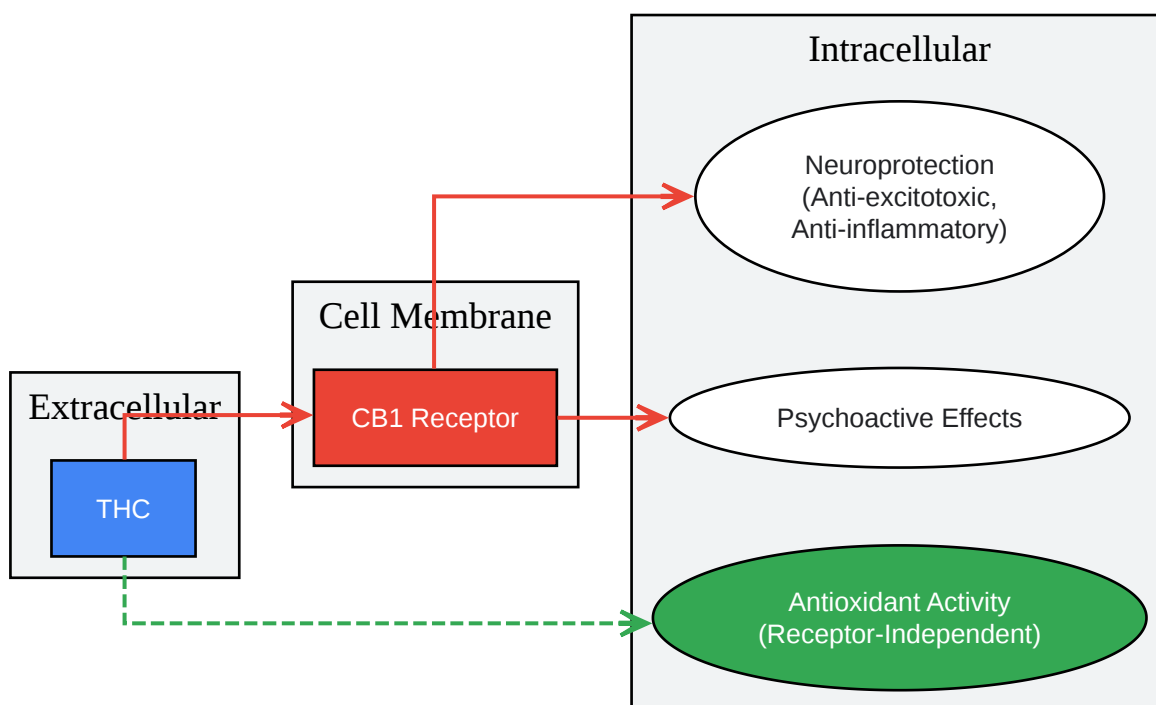 Intracellular
Neuroprotection
(Anti-excitotoxic,
Anti-inflammatory)
Cell Membrane
Extracellular
CB1 Receptor
Psychoactive Effects
THC
Antioxidant Activity
(Receptor-Independent)